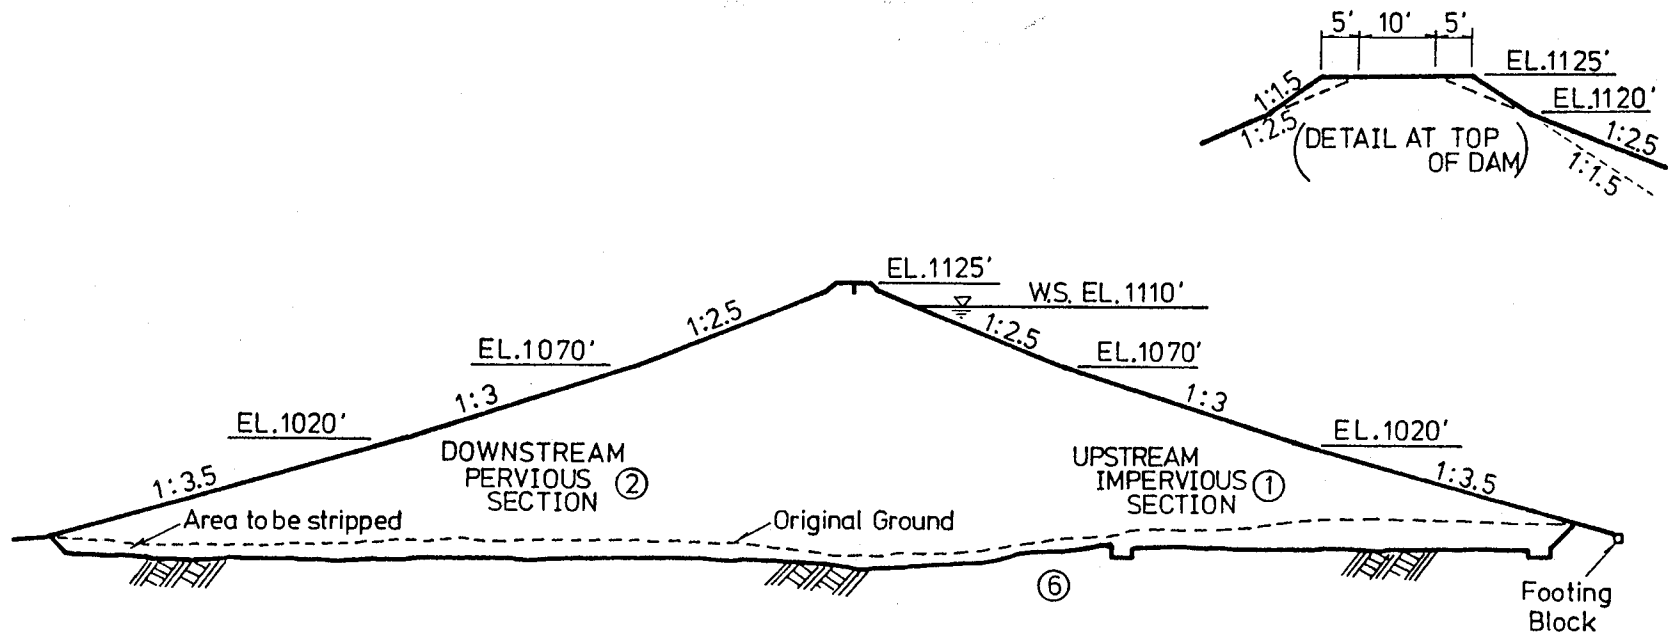 5' 10' 5'
EL.1125'
1:1.5
EL.1120'
1:2.5
1:2.5
(DETAIL AT TOP
OF DAM)
1:1.5
EL.1125'
W.S. EL. 1110'
1:2.5
1:2.5
EL.1070'
EL.1070'
1:3
1:3
EL.1020'
EL.1020'
DOWNSTREAM
PERVIOUS
SECTION
2
UPSTREAM
IMPERVIOUS
SECTION
1
1:3.5
1:3.5
Area to be stripped
Original Ground
6
Footing
Block